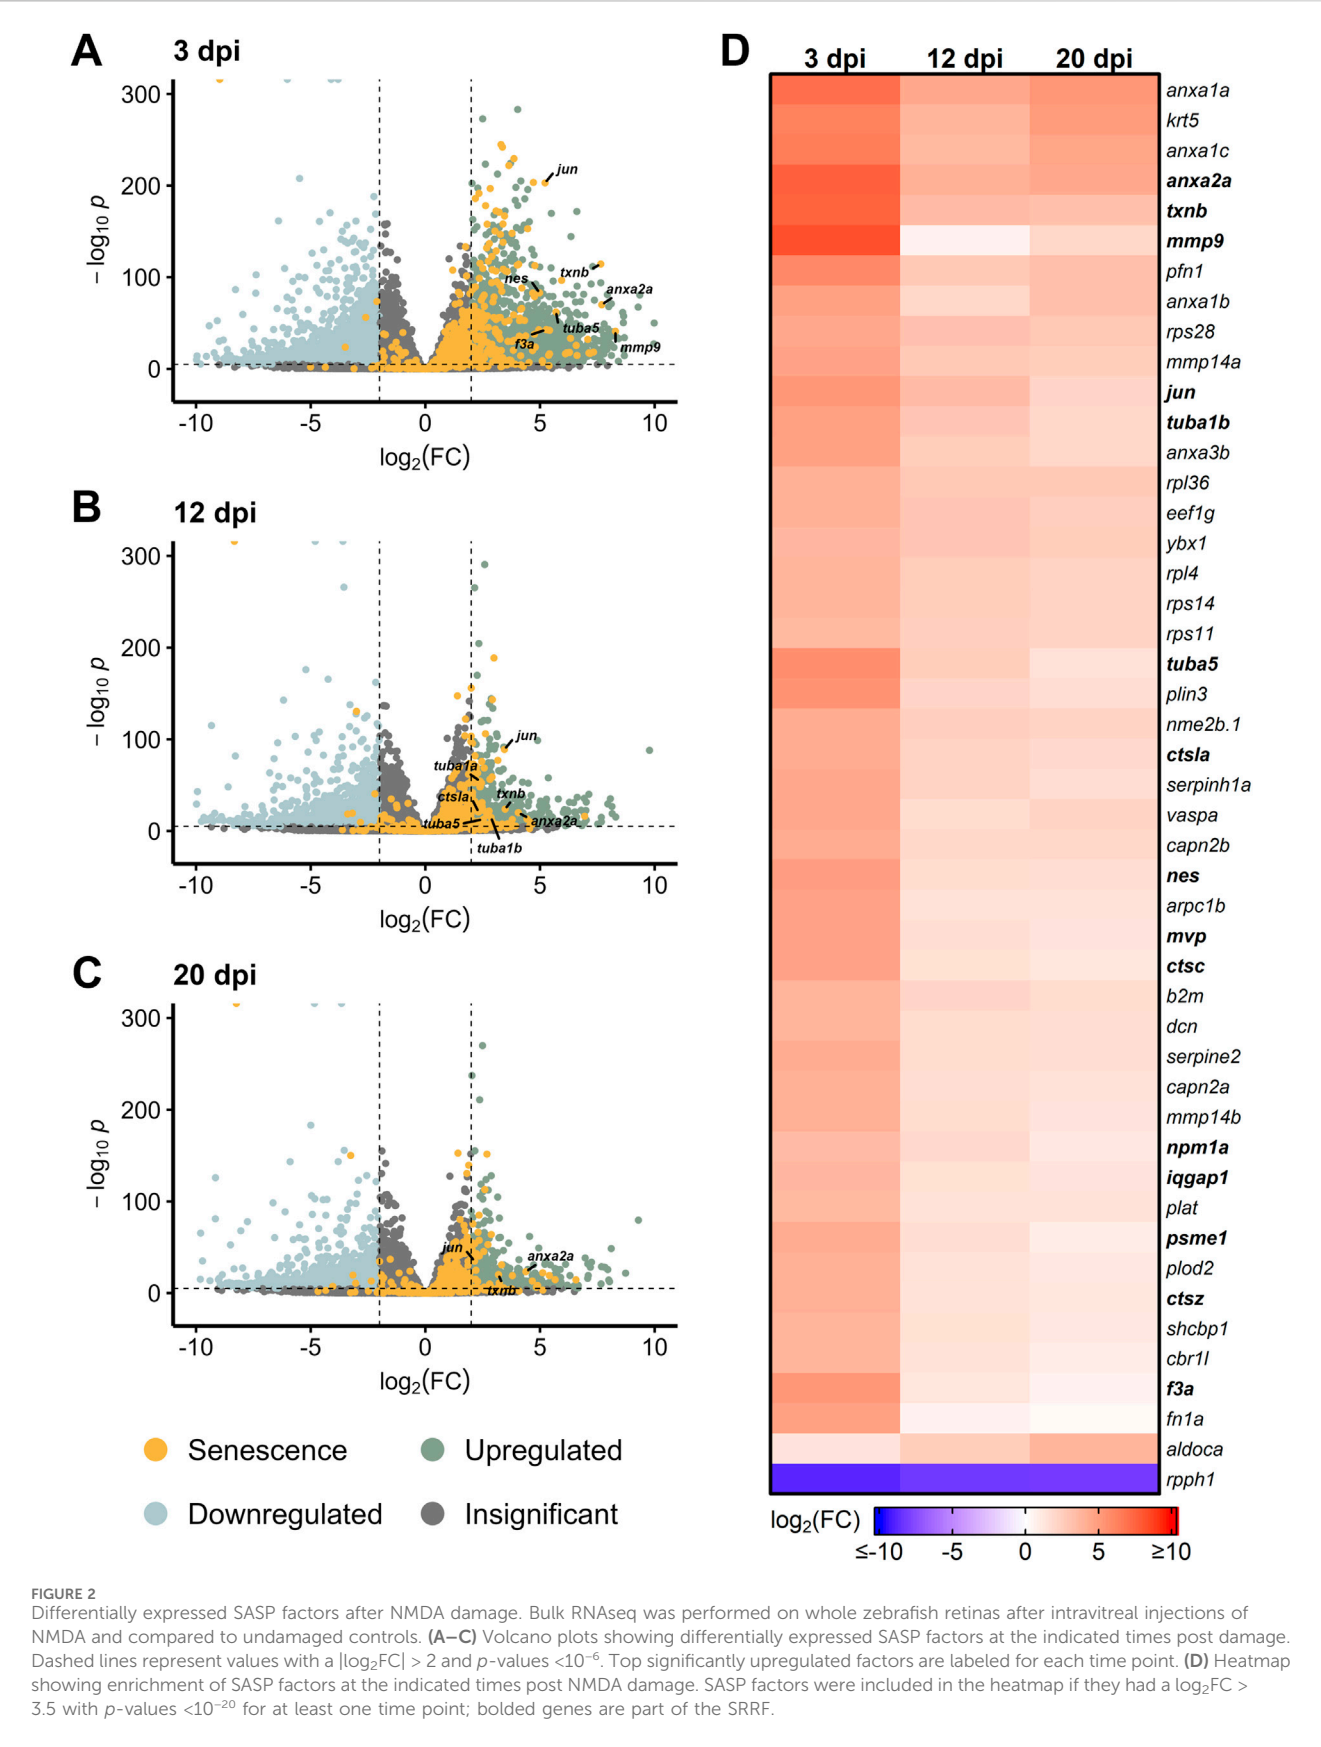 A
3 dpi
300
200
100
0
− log10 p
jun
txnb
nes
anxa2a
tuba5
f3a
mmp9
-10 -5 0 5 10
log2(FC)
B
12 dpi
300
200
100
0
− log10 p
jun
tuba1a
ctsla
txnb
tuba5
anxa2a
tuba1b
-10 -5 0 5 10
log2(FC)
C
20 dpi
300
200
100
0
− log10 p
jun
anxa2a
txnb
-10 -5 0 5 10
log2(FC)
Senescence Upregulated
Downregulated Insignificant
D
3 dpi 12 dpi 20 dpi
anxa1a
krt5
anxa1c
anxa2a
txnb
mmp9
pfn1
anxa1b
rps28
mmp14a
jun
tuba1b
anxa3b
rpl36
eef1g
ybx1
rpl4
rps14
rps11
tuba5
plin3
nme2b.1
ctsla
serpinh1a
vaspa
capn2b
nes
arpc1b
mvp
ctsc
b2m
dcn
serpine2
capn2a
mmp14b
npm1a
iqgap1
plat
psme1
plod2
ctsz
shcbp1
cbr1l
f3a
fn1a
aldoca
rpph1
log2(FC)
≤-10 -5 0 5 ≥10
FIGURE 2
Differentially expressed SASP factors after NMDA damage. Bulk RNAseq was performed on whole zebrafish retinas after intravitreal injections of
NMDA and compared to undamaged controls. (A–C) Volcano plots showing differentially expressed SASP factors at the indicated times post damage.
Dashed lines represent values with a |log2FC| > 2 and p-values <10−6. Top significantly upregulated factors are labeled for each time point. (D) Heatmap
showing enrichment of SASP factors at the indicated times post NMDA damage. SASP factors were included in the heatmap if they had a log2FC >
3.5 with p-values <10−20 for at least one time point; bolded genes are part of the SRRF.